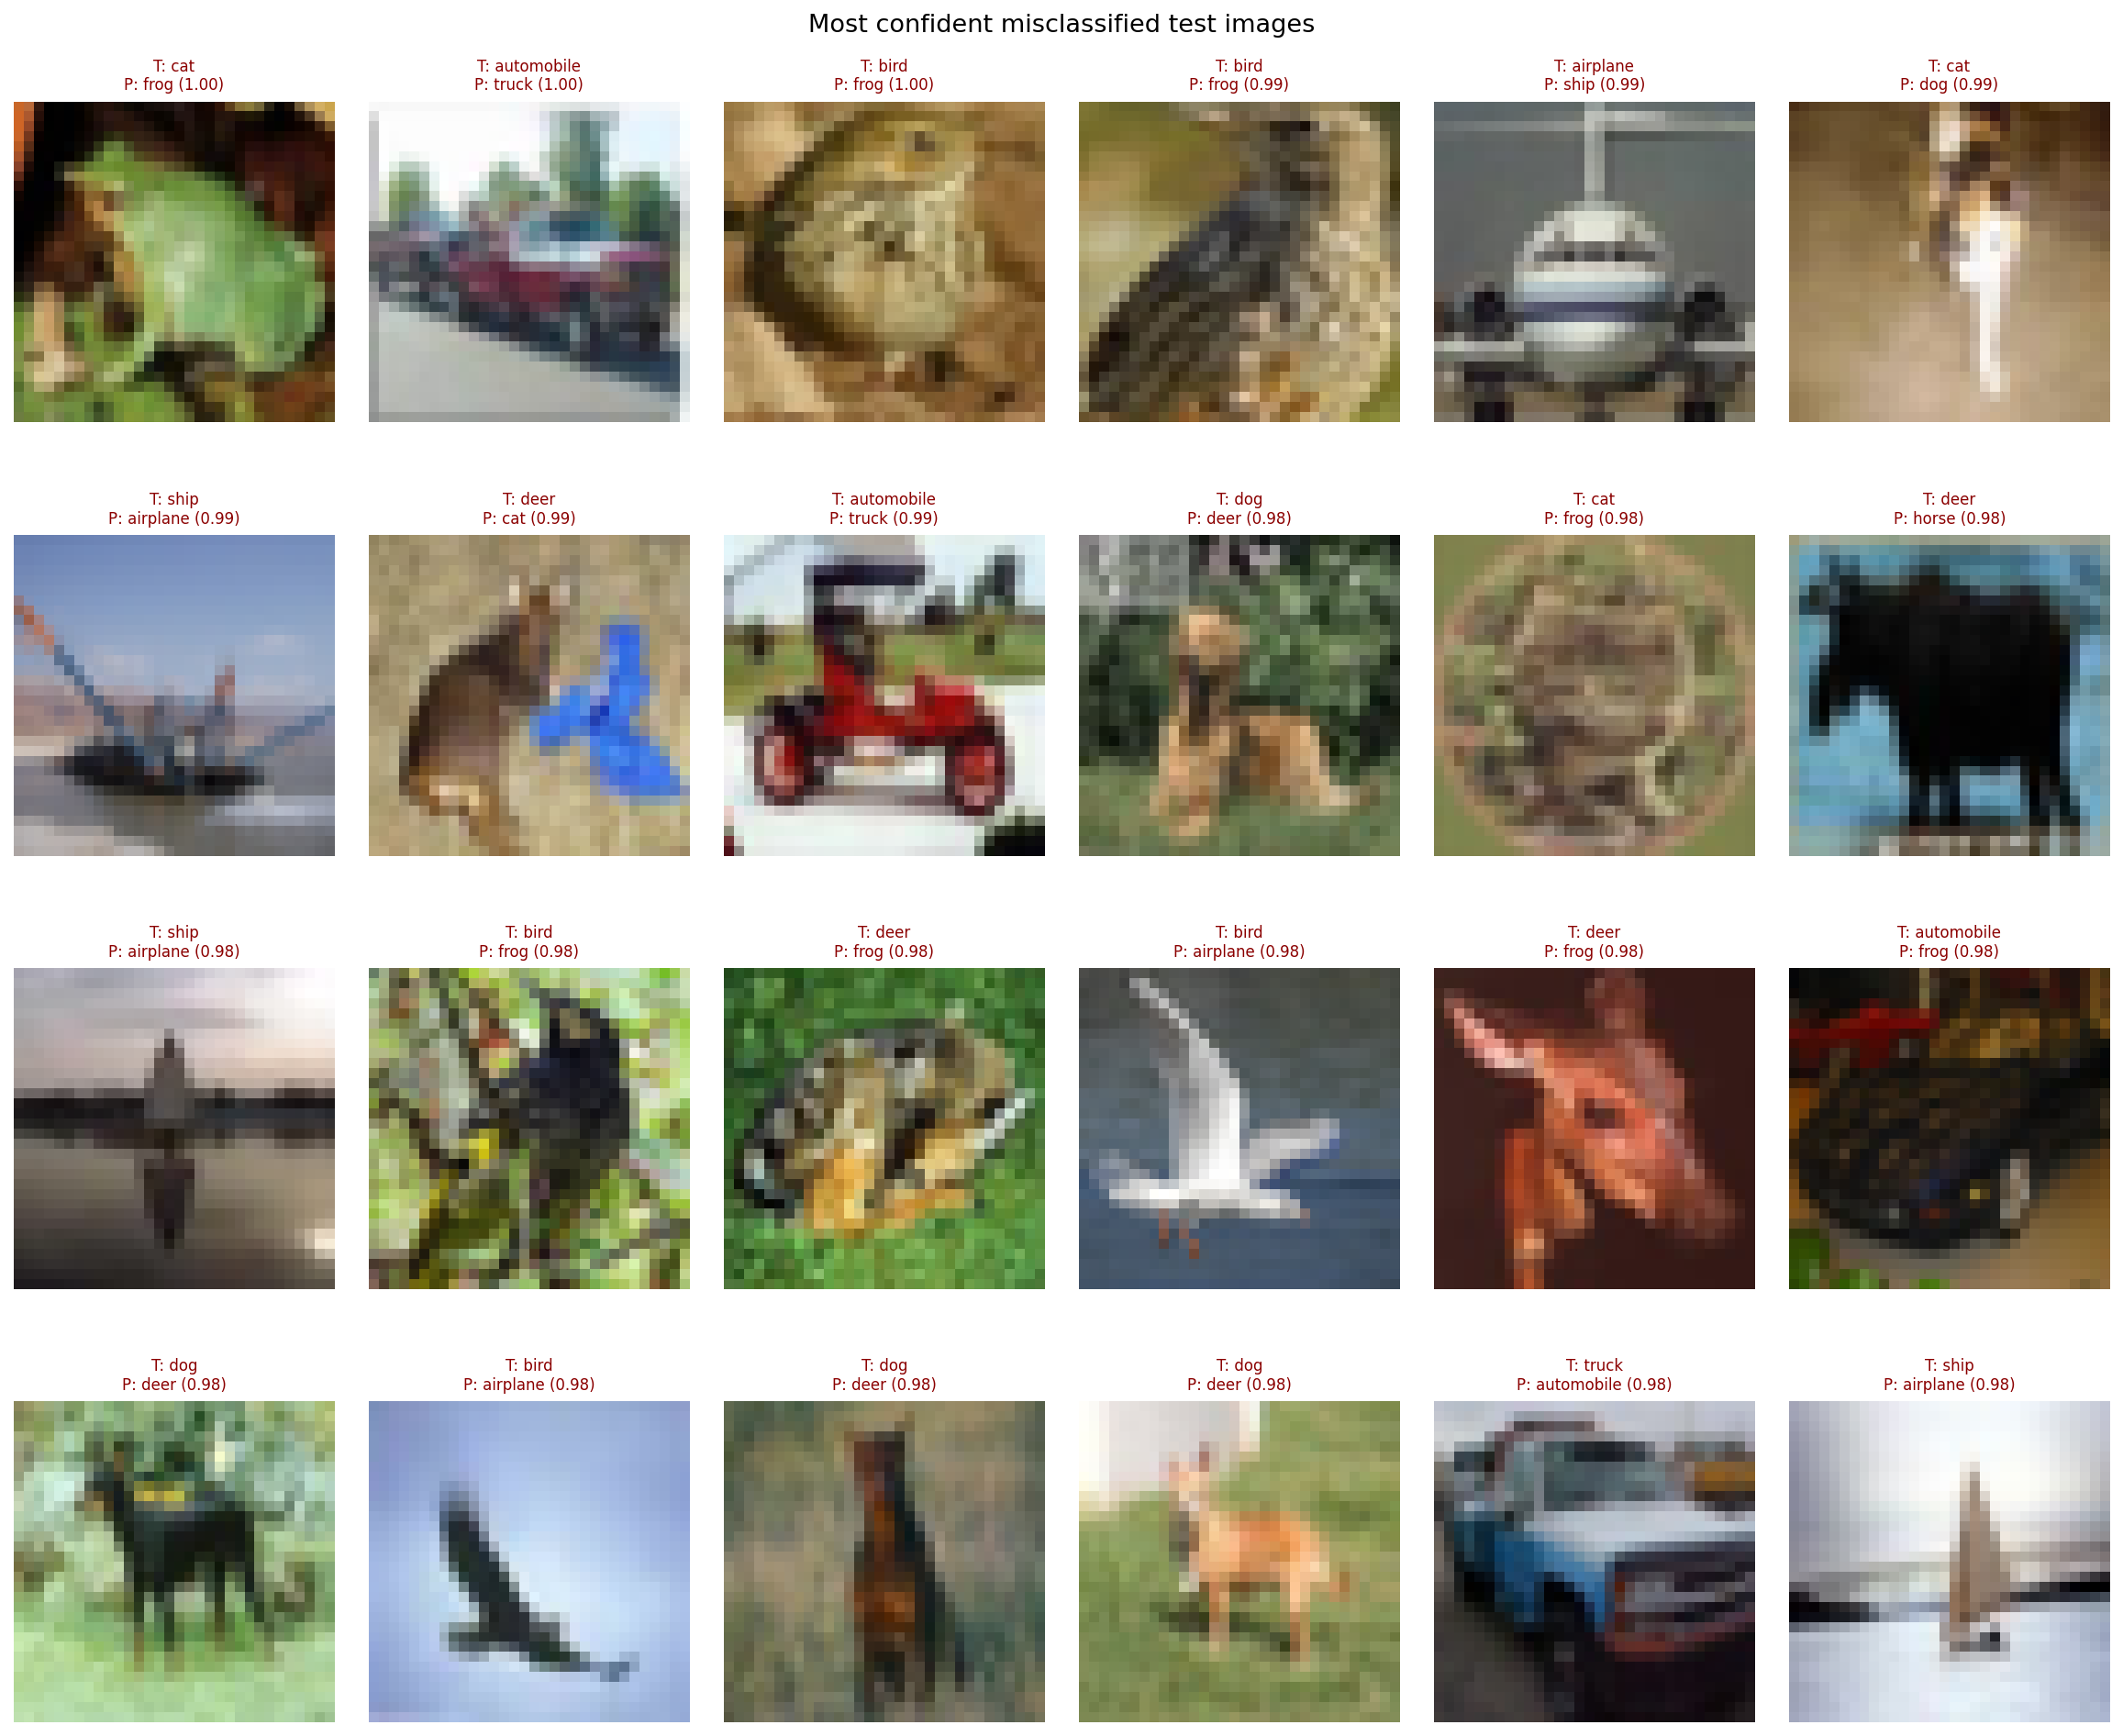 Most confident misclassified test images
T: cat
P: frog (1.00)
T: automobile
P: truck (1.00)
T: bird
P: frog (1.00)
T: bird
P: frog (0.99)
T: airplane
P: ship (0.99)
T: cat
P: dog (0.99)
T: ship
P: airplane (0.99)
T: deer
P: cat (0.99)
T: automobile
P: truck (0.99)
T: dog
P: deer (0.98)
T: cat
P: frog (0.98)
T: deer
P: horse (0.98)
T: ship
P: airplane (0.98)
T: bird
P: frog (0.98)
T: deer
P: frog (0.98)
T: bird
P: airplane (0.98)
T: deer
P: frog (0.98)
T: automobile
P: frog (0.98)
T: dog
P: deer (0.98)
T: bird
P: airplane (0.98)
T: dog
P: deer (0.98)
T: dog
P: deer (0.98)
T: truck
P: automobile (0.98)
T: ship
P: airplane (0.98)